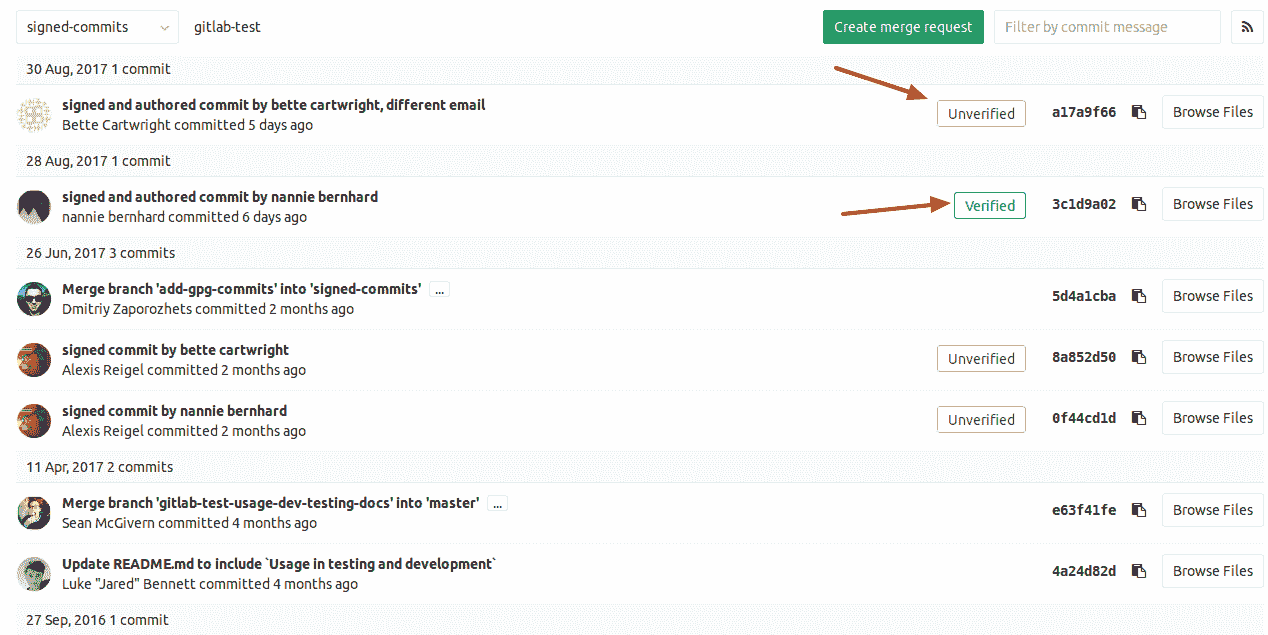 signed-commits gitlab-test Create merge request Filter by commit message
30 Aug, 2017 1 commit
signed and authored commit by bette cartwright, different email
Bette Cartwright committed 5 days ago
Unverified a17a9f66 Browse Files
28 Aug, 2017 1 commit
signed and authored commit by nannie bernhard
nannie bernhard committed 6 days ago
Verified 3c1d9a02 Browse Files
26 Jun, 2017 3 commits
Merge branch 'add-gpg-commits' into 'signed-commits' ...
Dmitriy Zaporozhets committed 2 months ago
5d4a1cba Browse Files
signed commit by bette cartwright
Alexis Reigel committed 2 months ago
Unverified 8a852d50 Browse Files
signed commit by nannie bernhard
Alexis Reigel committed 2 months ago
Unverified 0f44cd1d Browse Files
11 Apr, 2017 2 commits
Merge branch 'gitlab-test-usage-dev-testing-docs' into 'master' ...
Sean McGivern committed 4 months ago
e63f41fe Browse Files
Update README.md to include `Usage in testing and development`
Luke "Jared" Bennett committed 4 months ago
4a24d82d Browse Files
27 Sep, 2016 1 commit